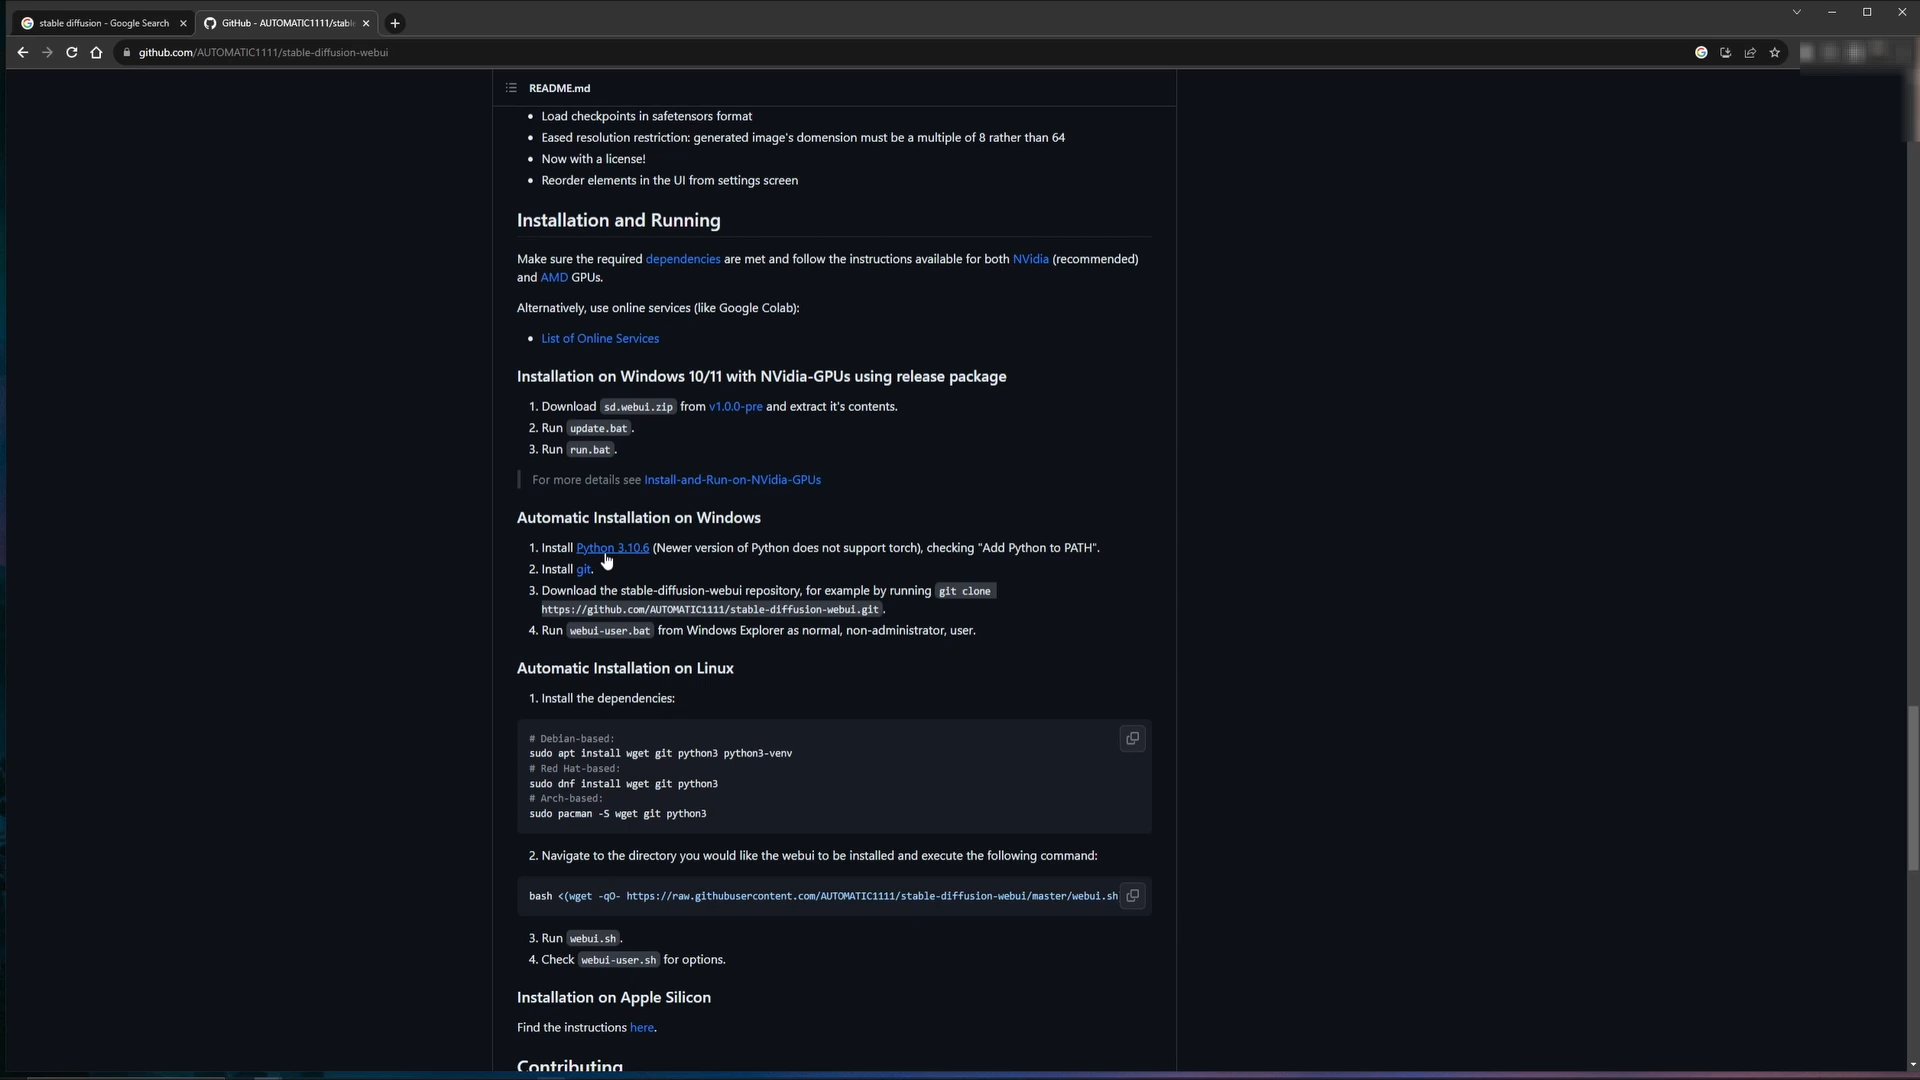 stable diffusion - Google Search
GitHub - AUTOMATIC1111/stabl
github.com/AUTOMATIC1111/stable-diffusion-webui
README.md
• Load checkpoints in safetensors format
• Eased resolution restriction: generated image's domension must be a multiple of 8 rather than 64
• Now with a license!
• Reorder elements in the UI from settings screen
Installation and Running
Make sure the required dependencies are met and follow the instructions available for both NVidia (recommended)
and AMD GPUs.
Alternatively, use online services (like Google Colab):
• List of Online Services
Installation on Windows 10/11 with NVidia-GPUs using release package
1. Download sd.webui.zip from v1.0.0-pre and extract it's contents.
2. Run update.bat.
3. Run run.bat.
For more details see Install-and-Run-on-NVidia-GPUs
Automatic Installation on Windows
1. Install Python 3.10.6 (Newer version of Python does not support torch), checking "Add Python to PATH".
2. Install git.
3. Download the stable-diffusion-webui repository, for example by running git clone
https://github.com/AUTOMATIC1111/stable-diffusion-webui.git.
4. Run webui-user.bat from Windows Explorer as normal, non-administrator, user.
Automatic Installation on Linux
1. Install the dependencies:
# Debian-based:
sudo apt install wget git python3 python3-venv
# Red Hat-based:
sudo dnf install wget git python3
# Arch-based:
sudo pacman -S wget git python3
2. Navigate to the directory you would like the webui to be installed and execute the following command:
bash <(wget -qO- https://raw.githubusercontent.com/AUTOMATIC1111/stable-diffusion-webui/master/webui.sh
3. Run webui.sh.
4. Check webui-user.sh for options.
Installation on Apple Silicon
Find the instructions here.
Contributing